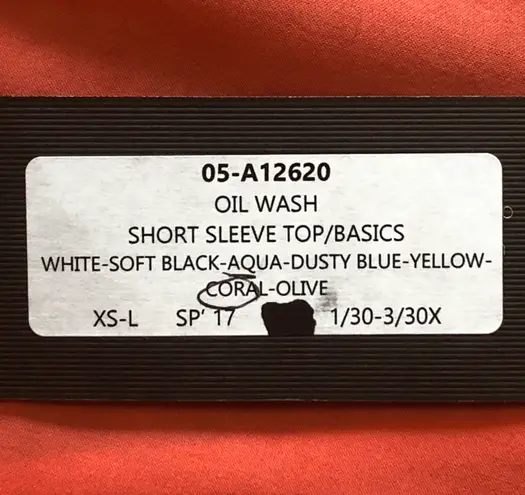 05-A12620
OIL WASH
SHORT SLEEVE TOP/BASICS
WHITE-SOFT BLACK-AQUA-DUSTY BLUE-YELLOW-
CORAL-OLIVE
XS-L SP' 17 1/30-3/30X